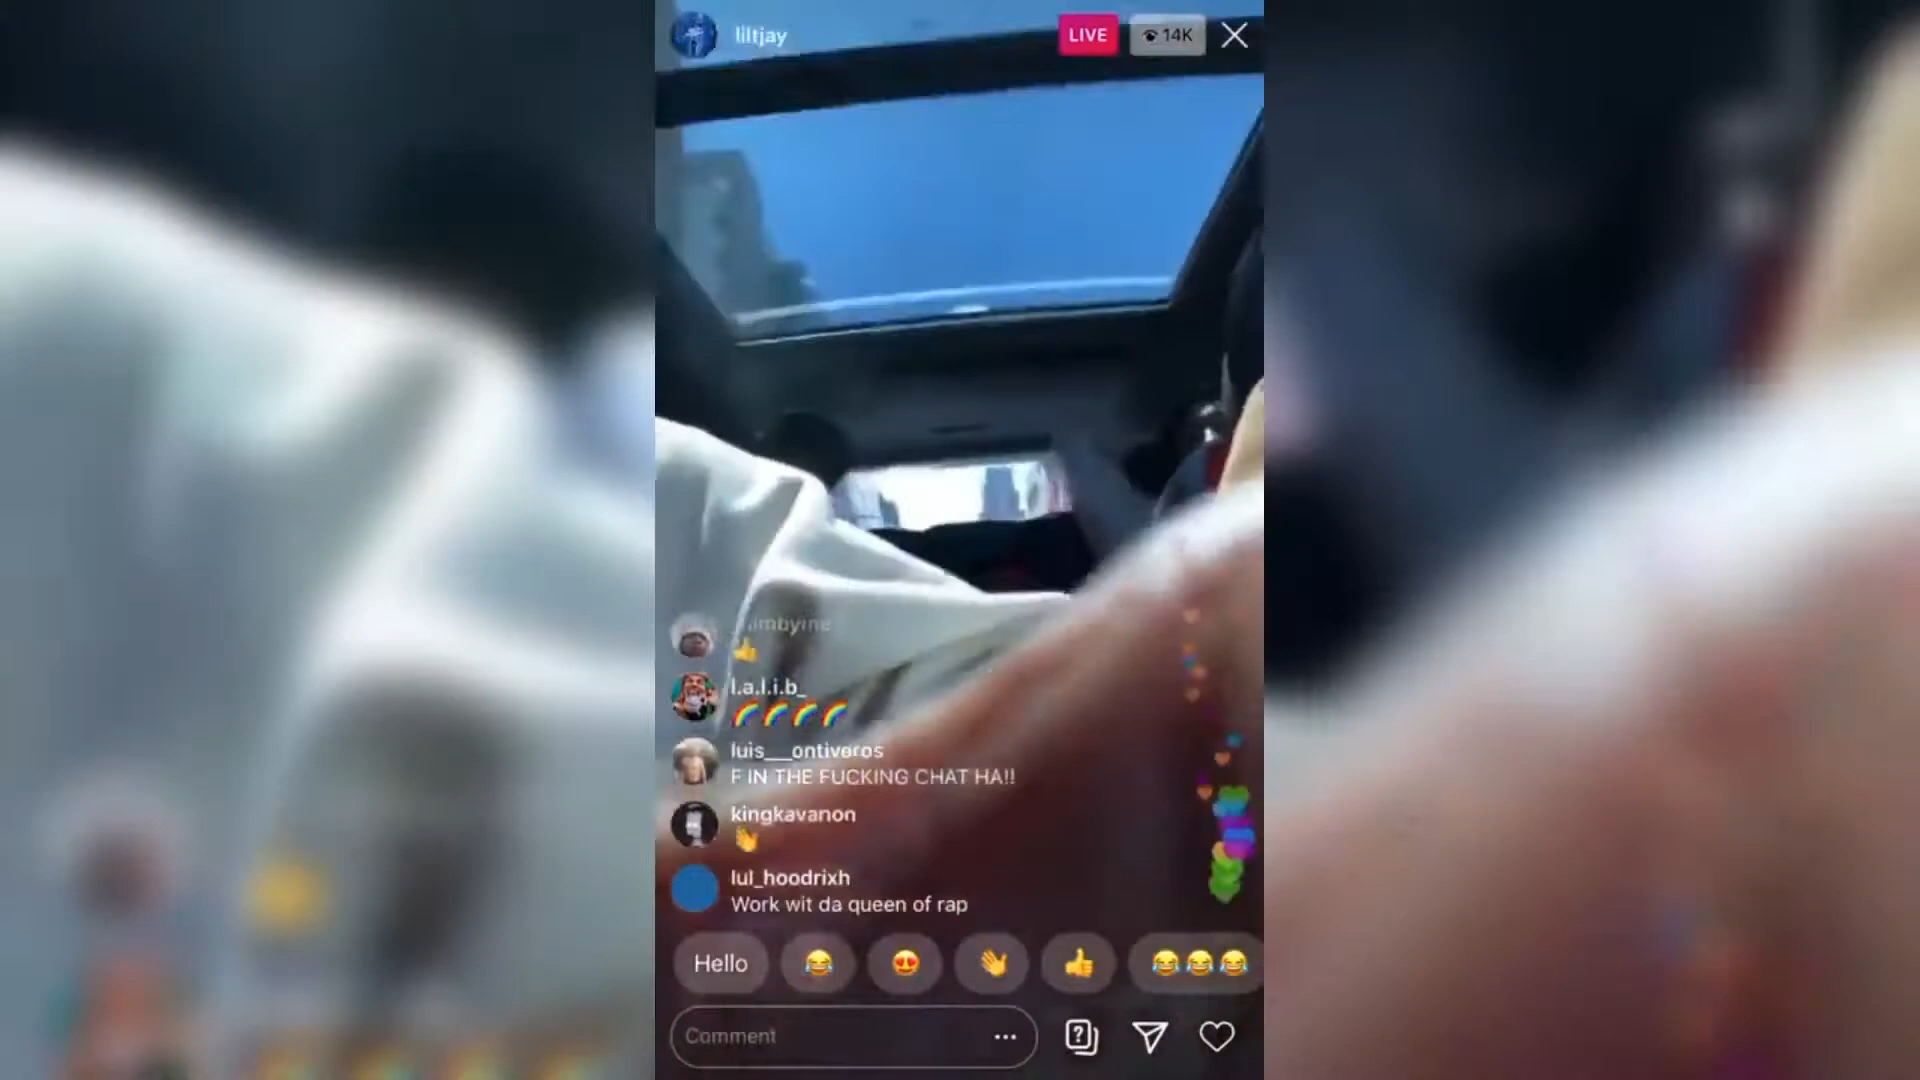 liltjay
LIVE
14K
l.a.l.i.b_
luis___ontiveros
F IN THE FUCKING CHAT HA!!
kingkavanon
lul_hoodrixh
Work wit da queen of rap
Hello
Comment